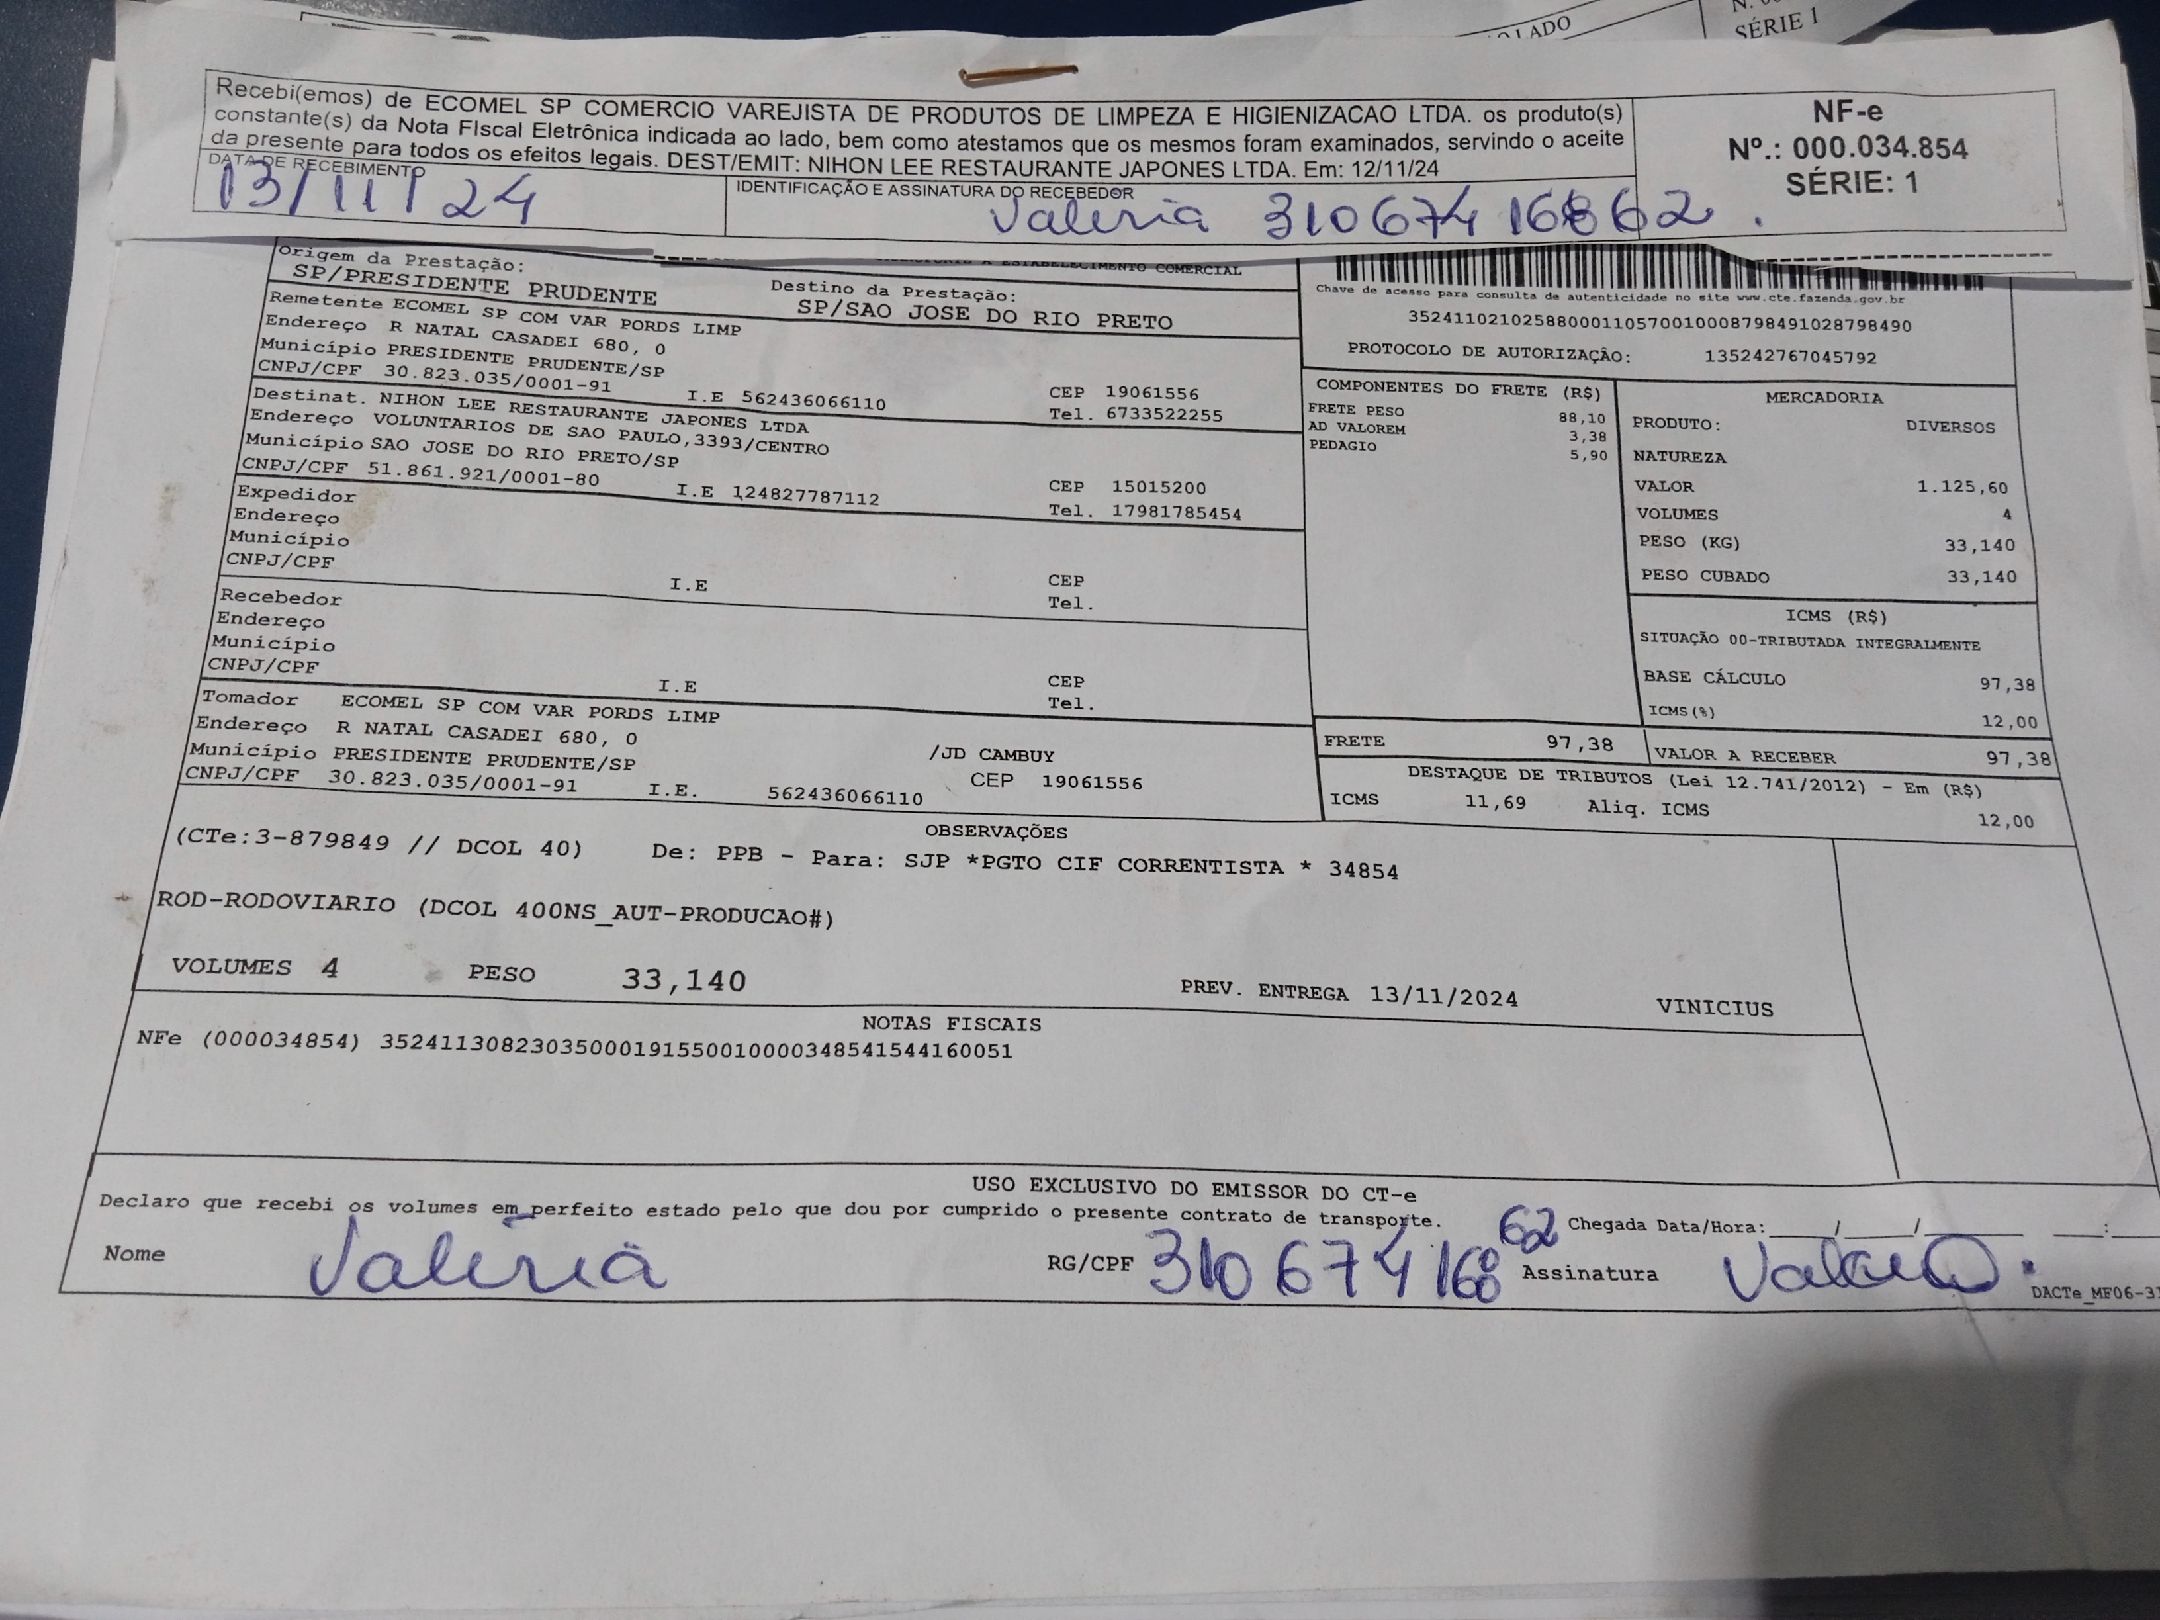 O LADO
SÉRIE 1
Recebi(emos) de ECOMEL SP COMERCIO VAREJISTA DE PRODUTOS DE LIMPEZA E HIGIENIZACAO LTDA. os produto(s)
constante(s) da Nota FIscal Eletrônica indicada ao lado, bem como atestamos que os mesmos foram examinados, servindo o aceite
da presente para todos os efeitos legais. DEST/EMIT: NIHON LEE RESTAURANTE JAPONES LTDA. Em: 12/11/24
NF-e
Nº.: 000.034.854
SÉRIE: 1
DATA DE RECEBIMENTO
13/11/24
IDENTIFICAÇÃO E ASSINATURA DO RECEBEDOR
Valeria 31067416862.
ESTABELECIMENTO COMERCIAL
Origem da Prestação:
SP/PRESIDENTE PRUDENTE
Destino da Prestação:
SP/SAO JOSE DO RIO PRETO
Chave de acesso para consulta de autenticidade no site www.cte.fazenda.gov.br
35241102102588000110570010008798491028798490
PROTOCOLO DE AUTORIZAÇÃO: 135242767045792
Remetente ECOMEL SP COM VAR PORDS LIMP
Endereço R NATAL CASADEI 680, 0
Município PRESIDENTE PRUDENTE/SP
CNPJ/CPF 30.823.035/0001-91 I.E 562436066110
CEP 19061556
Tel. 6733522255
Destinat. NIHON LEE RESTAURANTE JAPONES LTDA
Endereço VOLUNTARIOS DE SAO PAULO,3393/CENTRO
Município SAO JOSE DO RIO PRETO/SP
CNPJ/CPF 51.861.921/0001-80 I.E 124827787112
CEP 15015200
Tel. 17981785454
Expedidor
Endereço
Município
CNPJ/CPF I.E
CEP
Tel.
Recebedor
Endereço
Município
CNPJ/CPF I.E
CEP
Tel.
Tomador ECOMEL SP COM VAR PORDS LIMP
Endereço R NATAL CASADEI 680, 0 /JD CAMBUY
Município PRESIDENTE PRUDENTE/SP CEP 19061556
CNPJ/CPF 30.823.035/0001-91 I.E. 562436066110
COMPONENTES DO FRETE (R$)
FRETE PESO 88,10
AD VALOREM 3,38
PEDAGIO 5,90
MERCADORIA
PRODUTO: DIVERSOS
NATUREZA
VALOR 1.125,60
VOLUMES 4
PESO (KG) 33,140
PESO CUBADO 33,140
ICMS (R$)
SITUAÇÃO 00-TRIBUTADA INTEGRALMENTE
BASE CÁLCULO 97,38
ICMS(%) 12,00
FRETE 97,38 VALOR A RECEBER 97,38
DESTAQUE DE TRIBUTOS (Lei 12.741/2012) - Em (R$)
ICMS 11,69 Aliq. ICMS 12,00
OBSERVAÇÕES
(CTe:3-879849 // DCOL 40) De: PPB - Para: SJP *PGTO CIF CORRENTISTA * 34854
ROD-RODOVIARIO (DCOL 400NS_AUT-PRODUCAO#)
VOLUMES 4 PESO 33,140 PREV. ENTREGA 13/11/2024 VINICIUS
NOTAS FISCAIS
NFe (000034854) 35241130823035000191550010000348541544160051
USO EXCLUSIVO DO EMISSOR DO CT-e
Declaro que recebi os volumes em perfeito estado pelo que dou por cumprido o presente contrato de transporte. Chegada Data/Hora:___/___/_____ __:
62
Nome Valeria RG/CPF 310674168 Assinatura Valeria.
DACTe_MF06-31